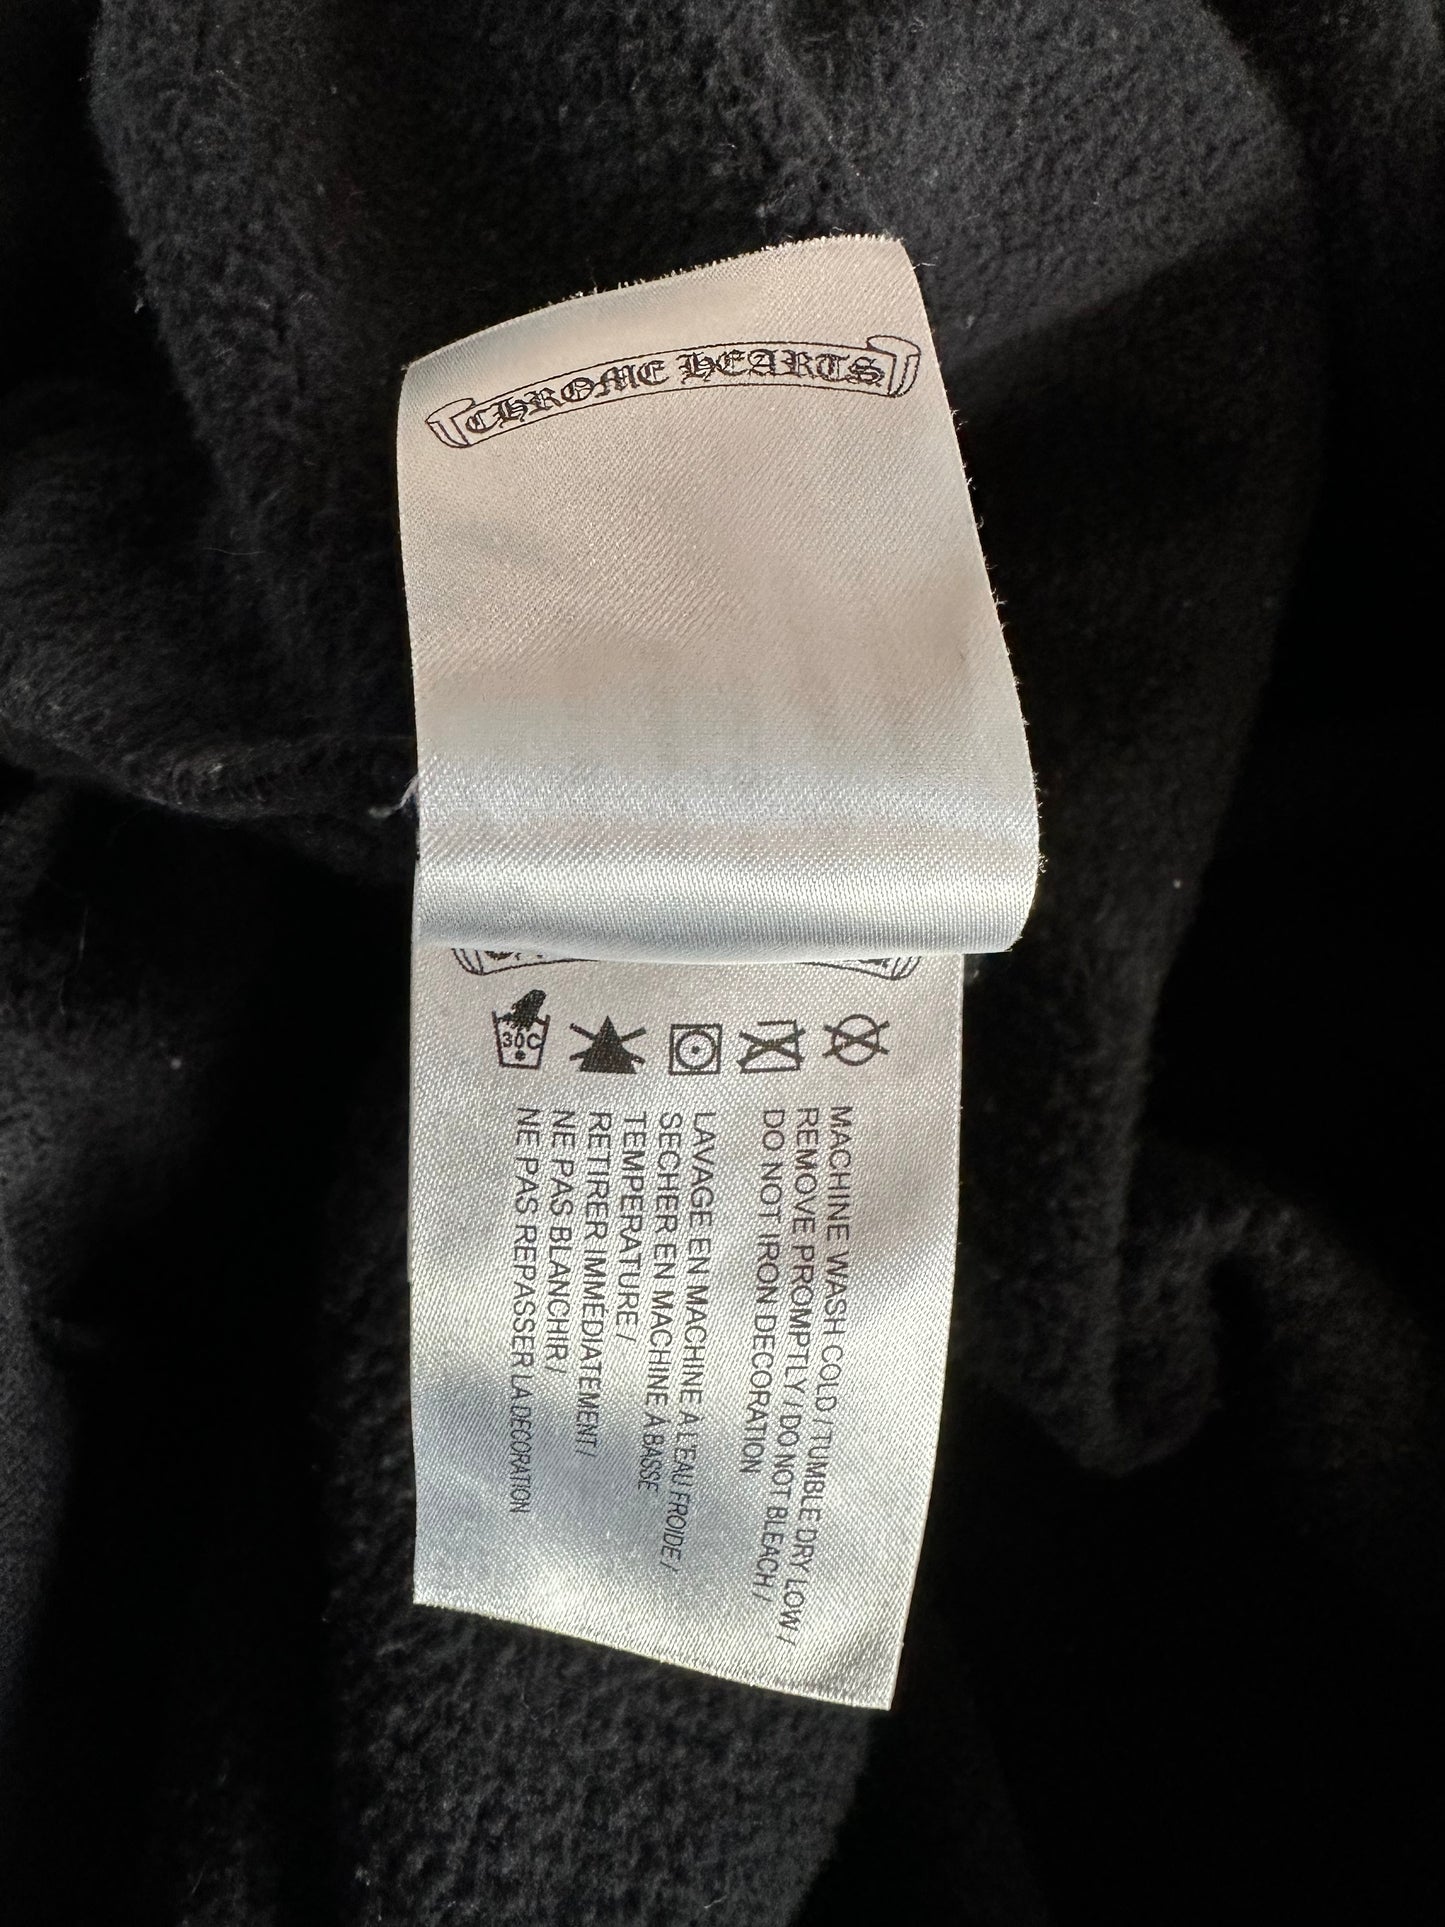 CHROME HEARTS
30C
MACHINE WASH COLD / TUMBLE DRY LOW /
REMOVE PROMPTLY / DO NOT BLEACH /
DO NOT IRON DECORATION
LAVAGE EN MACHINE À L'EAU FROIDE /
SECHER EN MACHINE À BASSE
TEMPERATURE /
RETIRER IMMÉDIATEMENT /
NE PAS BLANCHIR /
NE PAS REPASSER LA DECORATION